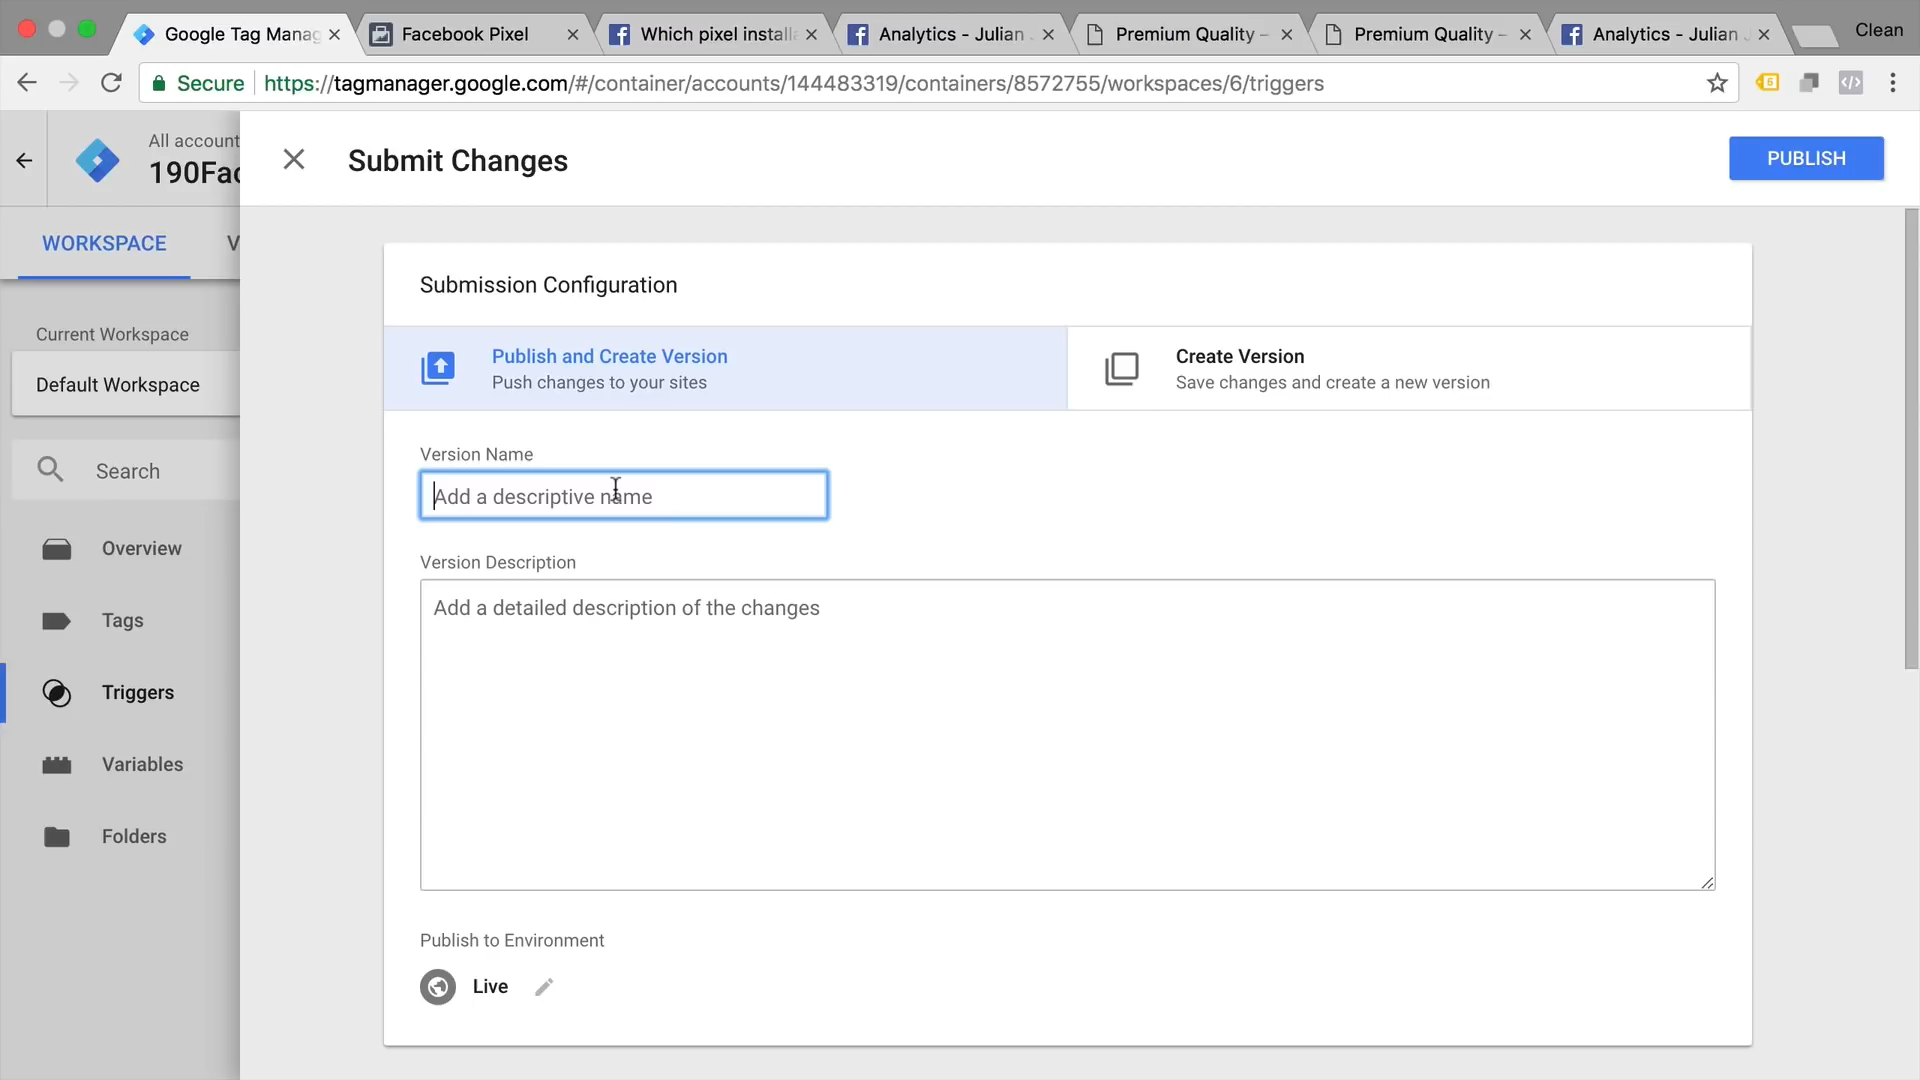 Google Tag Manag
Facebook Pixel
Which pixel install
Analytics - Julian
Premium Quality -
Premium Quality -
Analytics - Julian J
Clean
Secure
https://tagmanager.google.com/#/container/accounts/144483319/containers/8572755/workspaces/6/triggers
6
All account
190Fac
Submit Changes
PUBLISH
WORKSPACE
V
Submission Configuration
Current Workspace
Default Workspace
Publish and Create Version
Push changes to your sites
Create Version
Save changes and create a new version
Version Name
Add a descriptive name
Search
Version Description
Add a detailed description of the changes
Overview
Tags
Triggers
Variables
Folders
Publish to Environment
Live